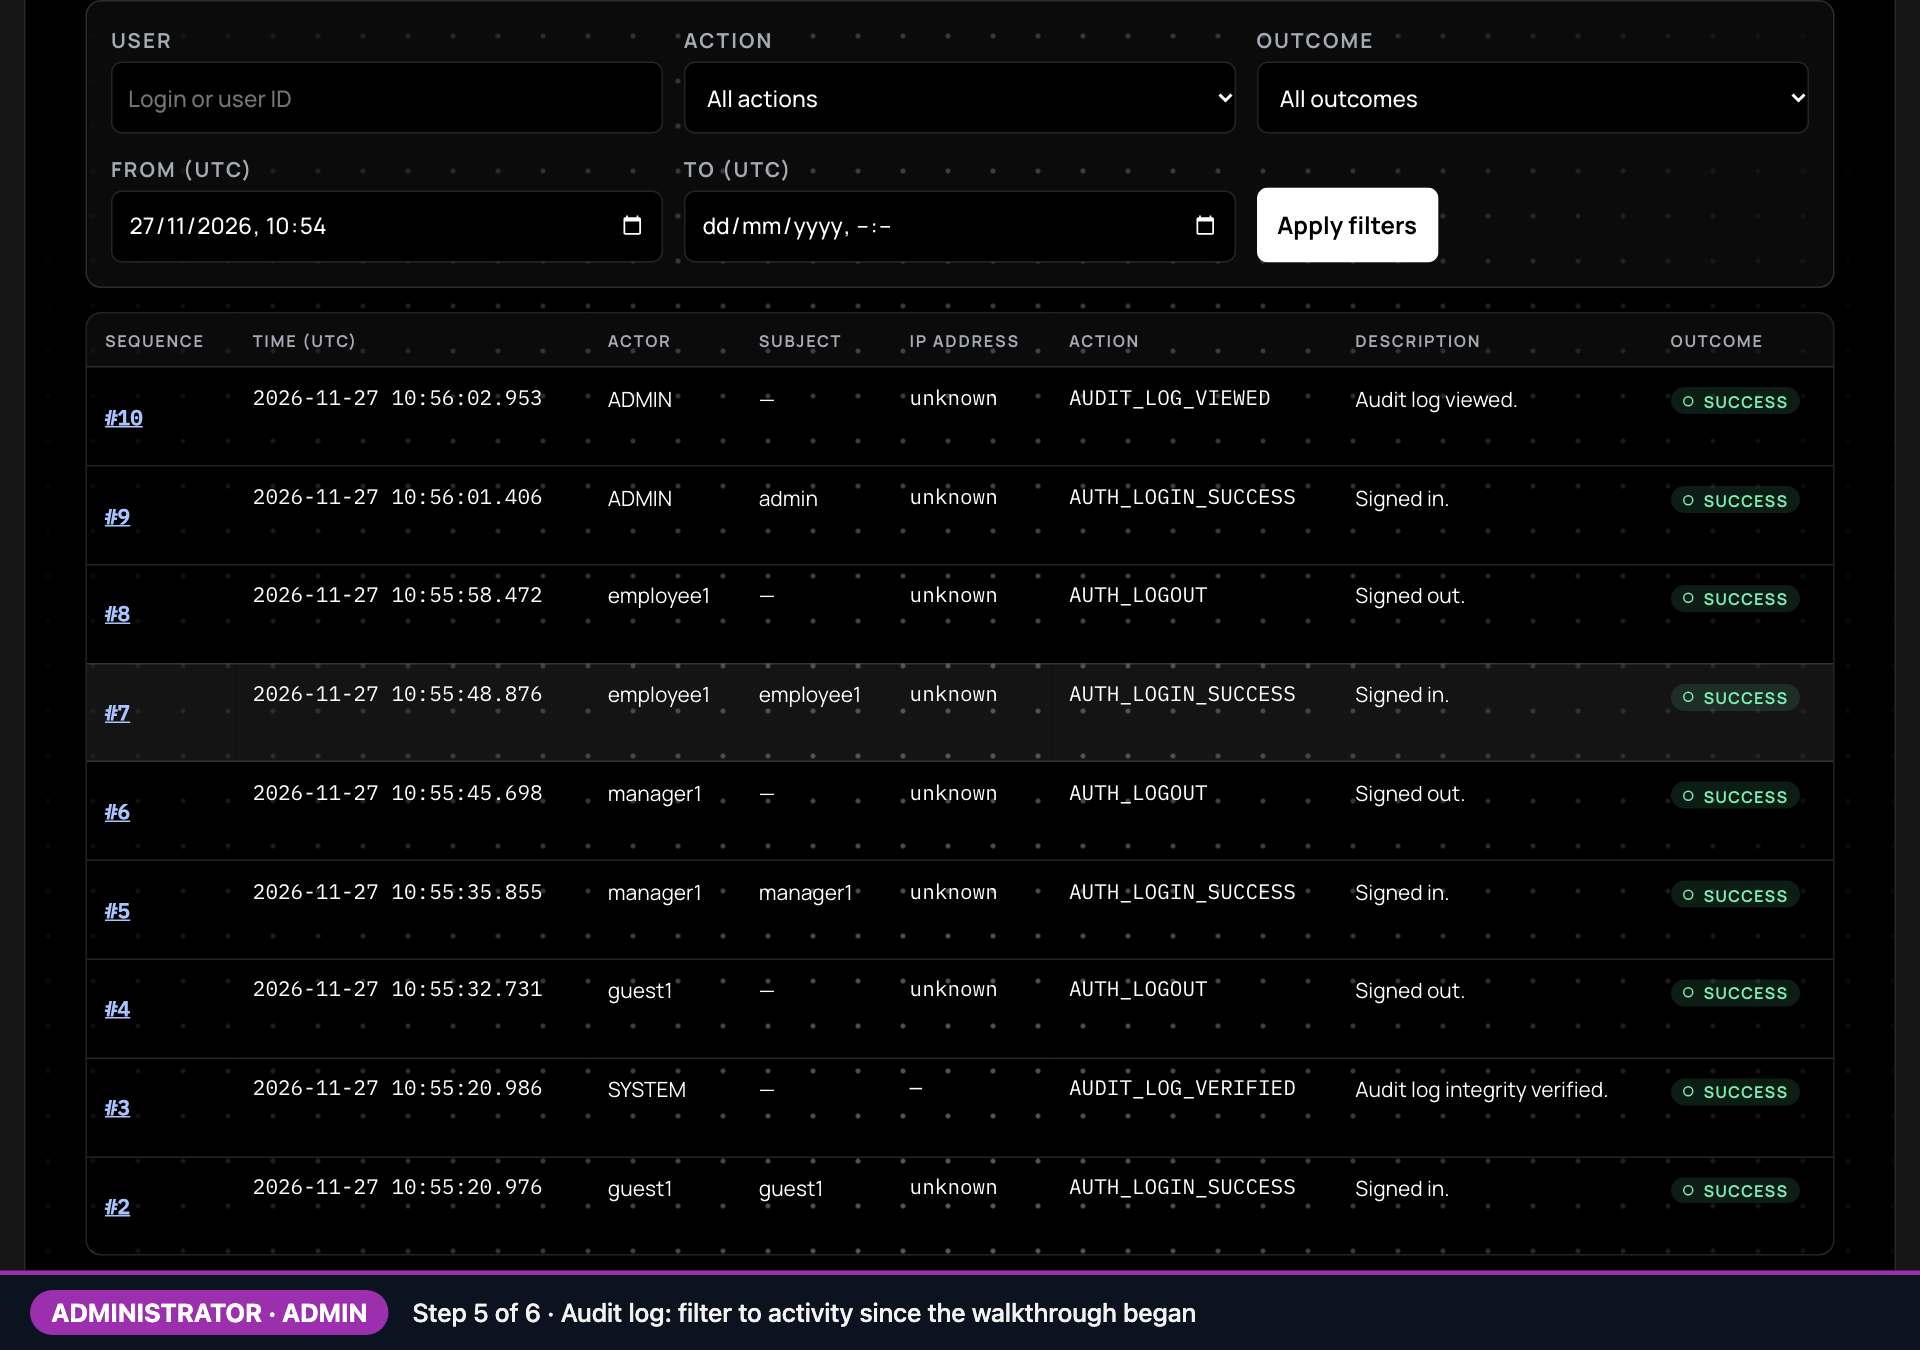 USER ACTION OUTCOME
Login or user ID All actions All outcomes
FROM (UTC) TO (UTC)
27/11/2026, 10:54 dd/mm/yyyy, –:– Apply filters
SEQUENCE TIME (UTC) ACTOR SUBJECT IP ADDRESS ACTION DESCRIPTION OUTCOME
#10 2026-11-27 10:56:02.953 ADMIN — unknown AUDIT_LOG_VIEWED Audit log viewed. SUCCESS
#9 2026-11-27 10:56:01.406 ADMIN admin unknown AUTH_LOGIN_SUCCESS Signed in. SUCCESS
#8 2026-11-27 10:55:58.472 employee1 — unknown AUTH_LOGOUT Signed out. SUCCESS
#7 2026-11-27 10:55:48.876 employee1 employee1 unknown AUTH_LOGIN_SUCCESS Signed in. SUCCESS
#6 2026-11-27 10:55:45.698 manager1 — unknown AUTH_LOGOUT Signed out. SUCCESS
#5 2026-11-27 10:55:35.855 manager1 manager1 unknown AUTH_LOGIN_SUCCESS Signed in. SUCCESS
#4 2026-11-27 10:55:32.731 guest1 — unknown AUTH_LOGOUT Signed out. SUCCESS
#3 2026-11-27 10:55:20.986 SYSTEM — — AUDIT_LOG_VERIFIED Audit log integrity verified. SUCCESS
#2 2026-11-27 10:55:20.976 guest1 guest1 unknown AUTH_LOGIN_SUCCESS Signed in. SUCCESS
ADMINISTRATOR · ADMIN Step 5 of 6 · Audit log: filter to activity since the walkthrough began